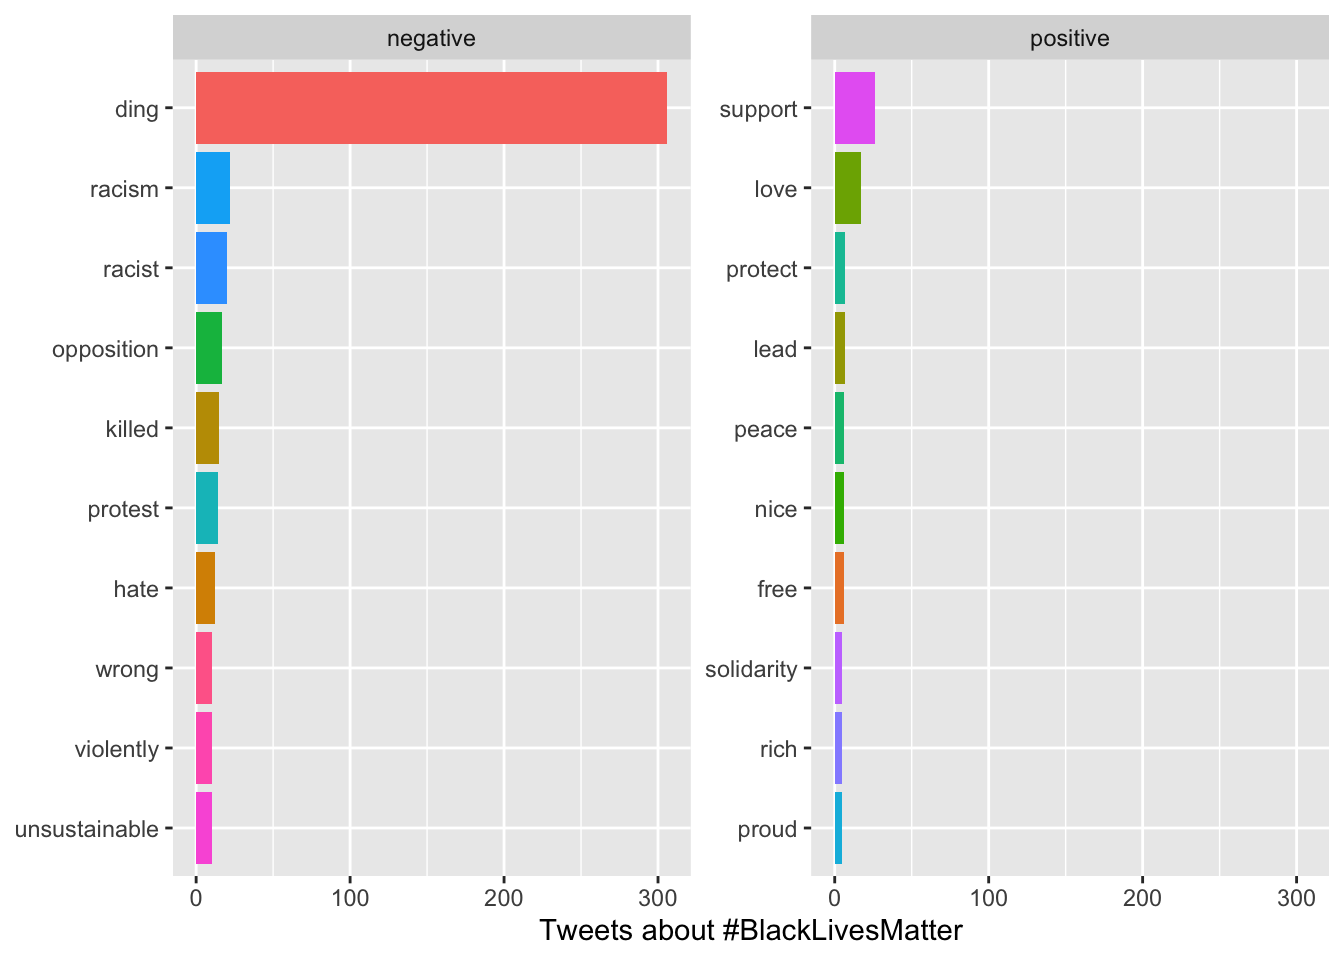 negative
ding
racism
racist
opposition
killed
protest
hate
wrong
violently
unsustainable
0 100 200 300
positive
support
love
protect
lead
peace
nice
free
solidarity
rich
proud
0 100 200 300
Tweets about #BlackLivesMatter